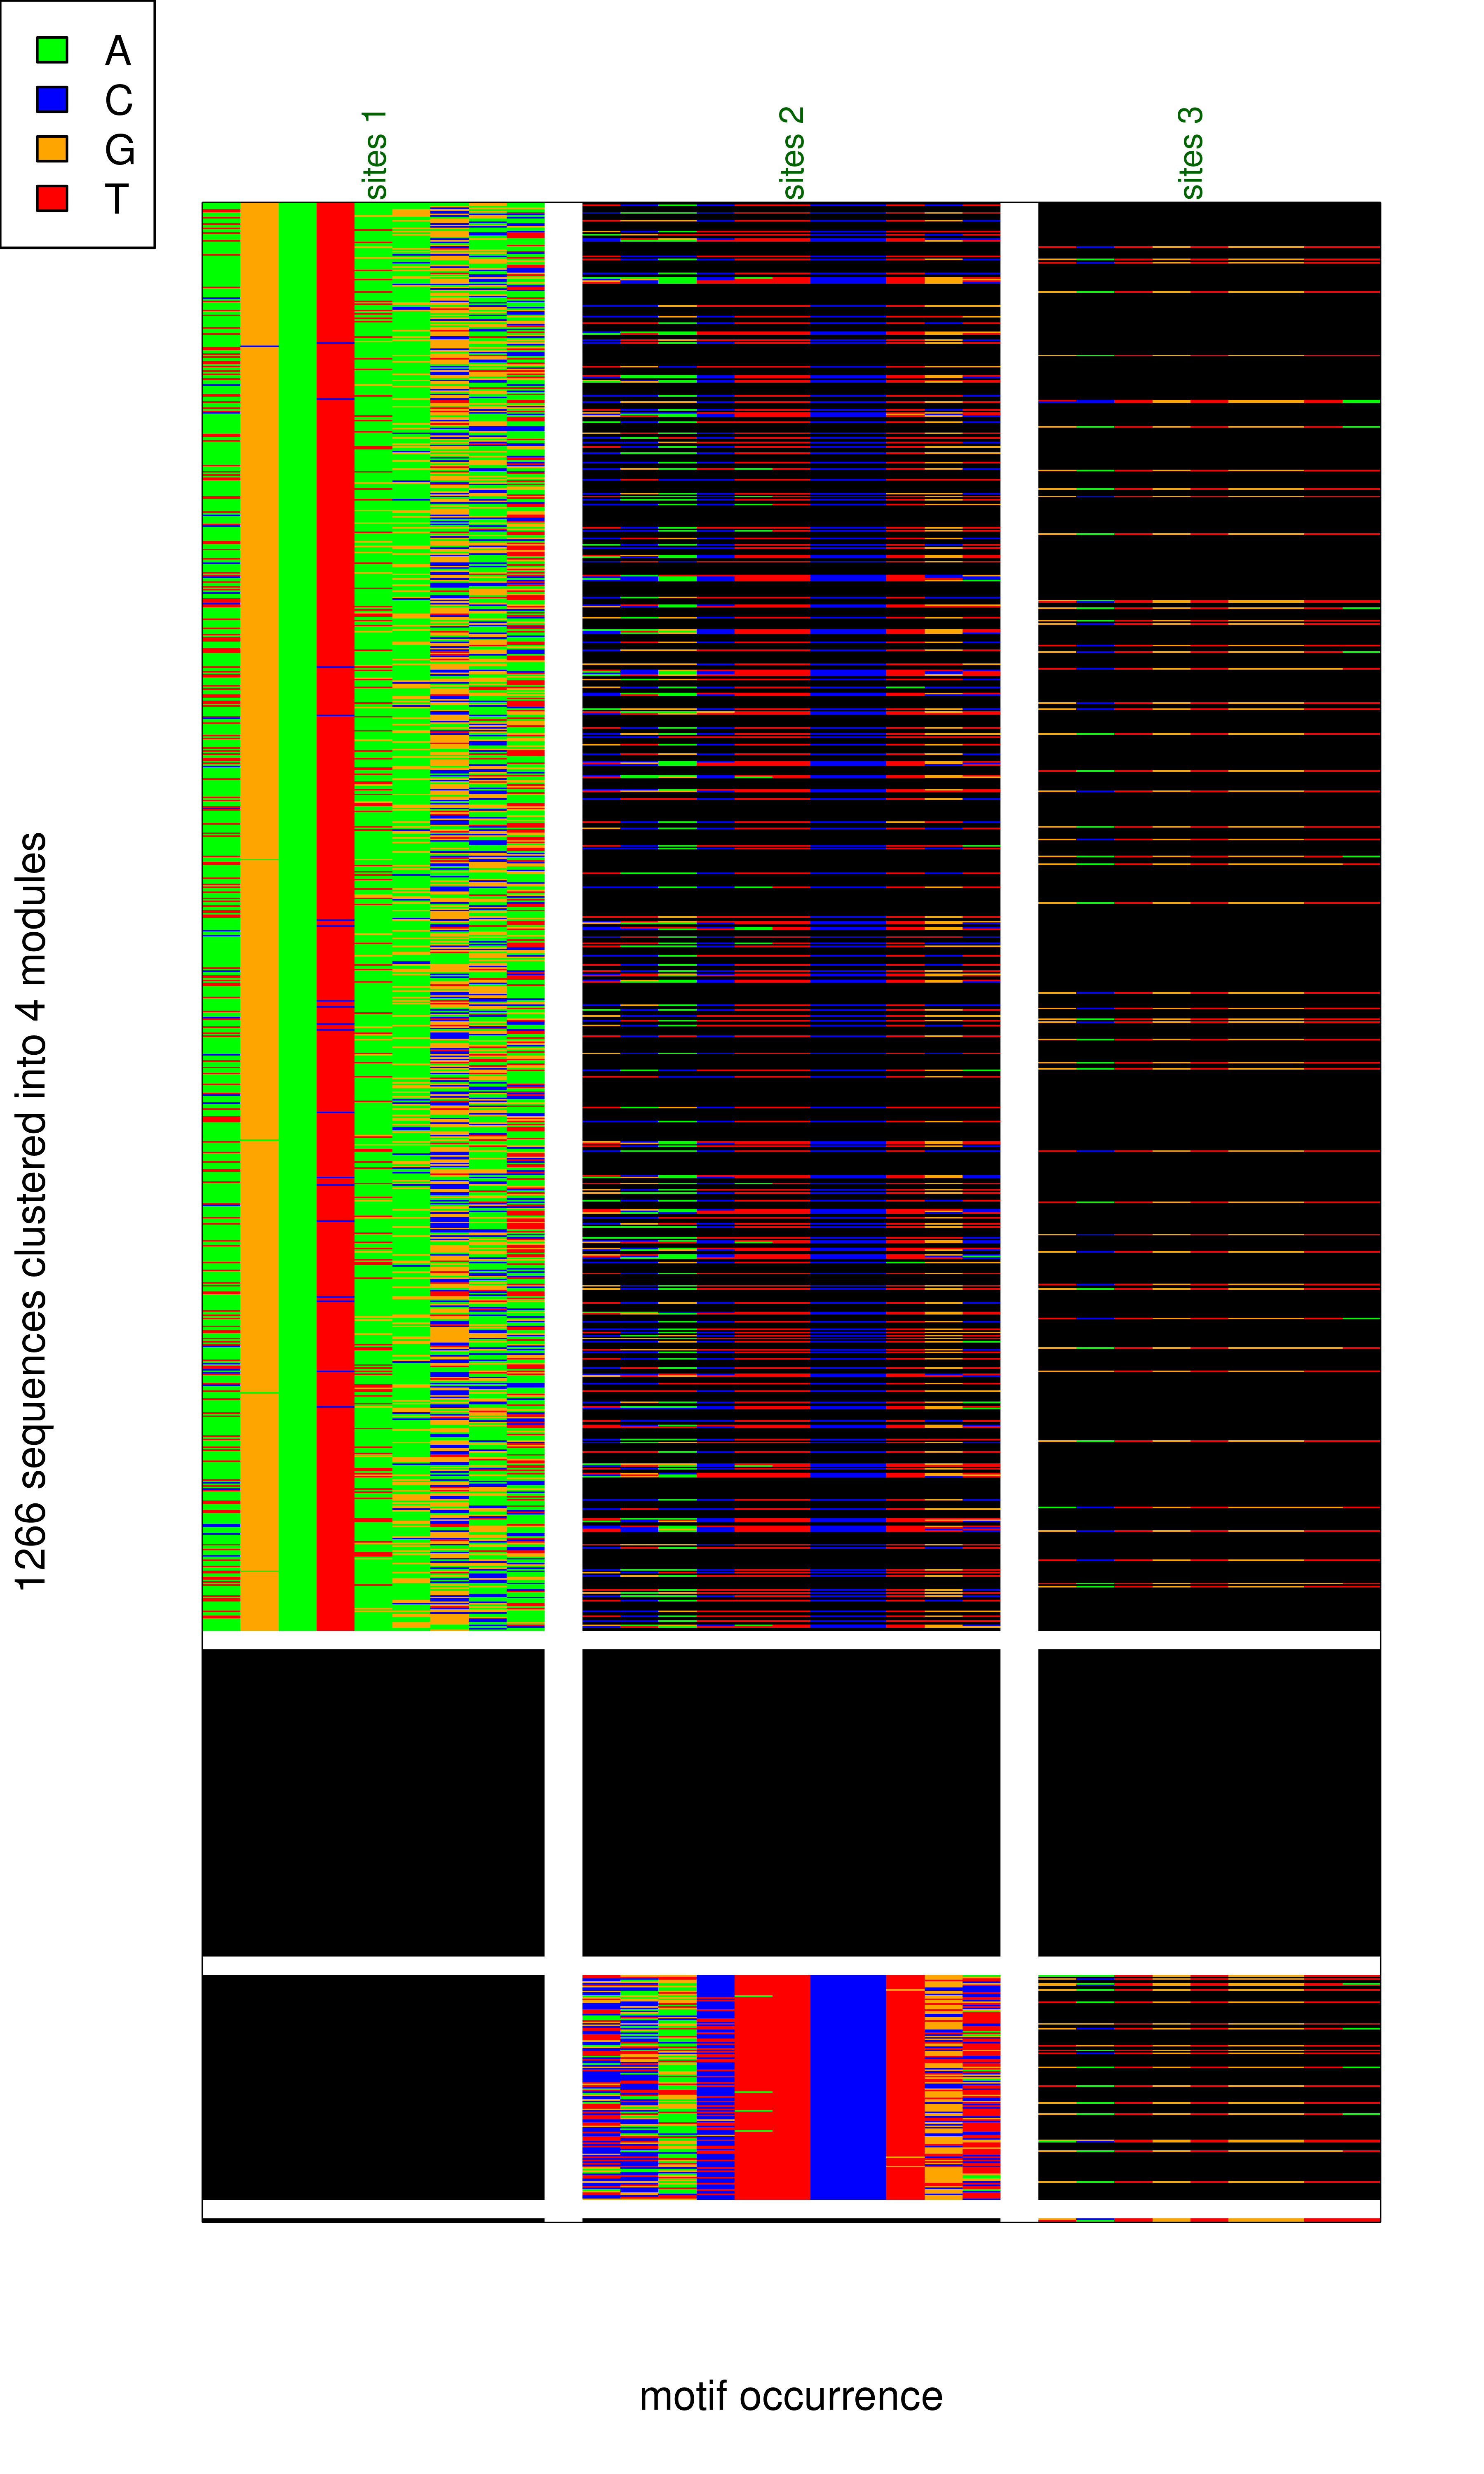 A
C
G
T
sites 1
sites 2
sites 3
1266 sequences clustered into 4 modules
motif occurrence